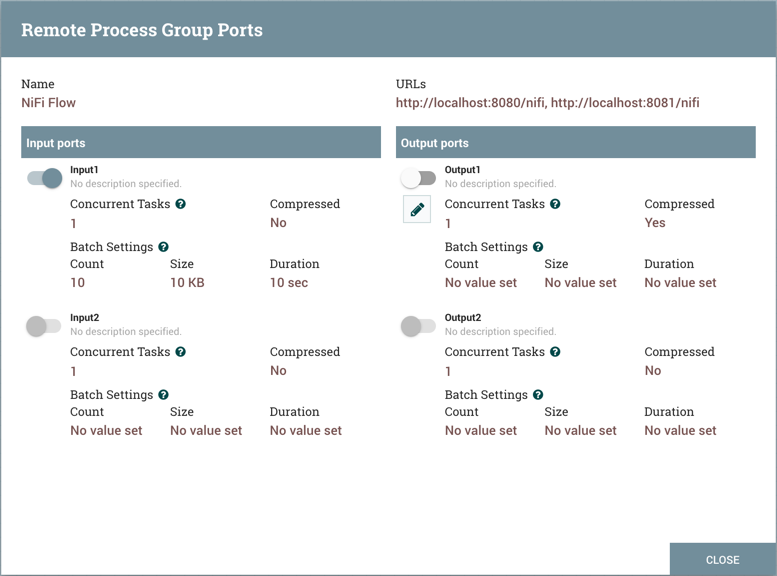 Remote Process Group Ports
Name
NiFi Flow
URLs
http://localhost:8080/nifi, http://localhost:8081/nifi
Input ports
Input1
No description specified.
Concurrent Tasks ?
Compressed
1
No
Batch Settings ?
Count Size Duration
10 10 KB 10 sec
Input2
No description specified.
Concurrent Tasks ?
Compressed
1
No
Batch Settings ?
Count Size Duration
No value set No value set No value set
Output ports
Output1
No description specified.
Concurrent Tasks ?
Compressed
1
Yes
Batch Settings ?
Count Size Duration
No value set No value set No value set
Output2
No description specified.
Concurrent Tasks ?
Compressed
1
No
Batch Settings ?
Count Size Duration
No value set No value set No value set
CLOSE